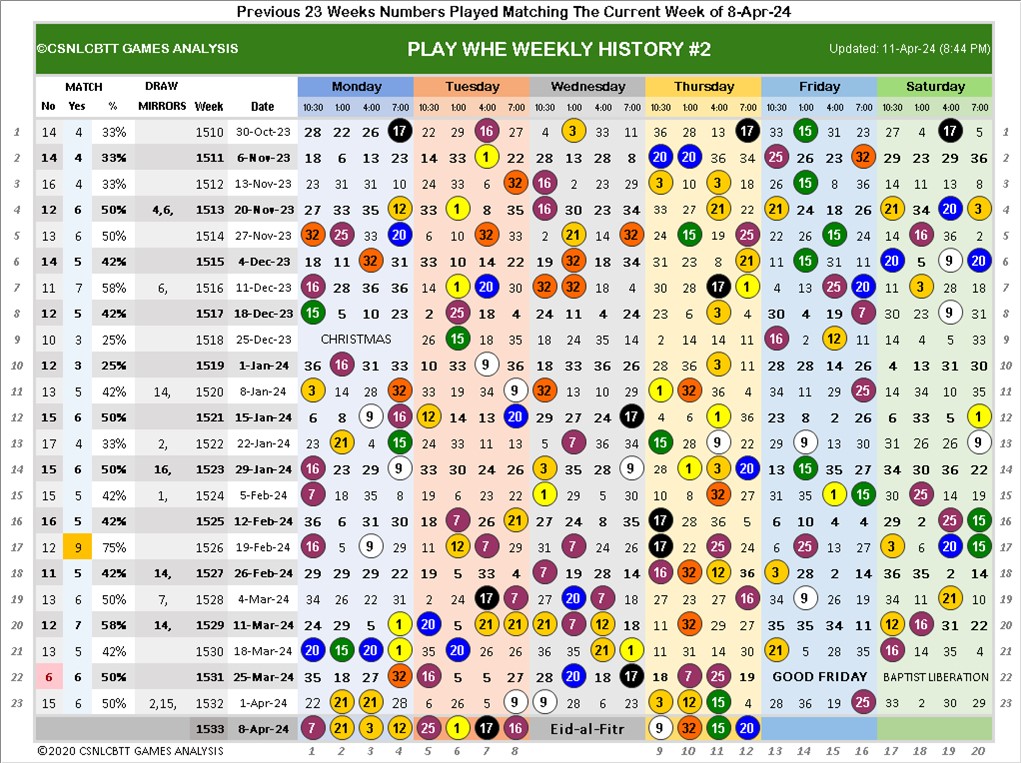 Previous 23 Weeks Numbers Played Matching The Current Week of 8-Apr-24
©CSNLCBTT GAMES ANALYSIS PLAY WHE WEEKLY HISTORY #2 Updated: 11-Apr-24 (8:44 PM)
MATCH DRAW Monday Tuesday Wednesday Thursday Friday Saturday
No Yes % MIRRORS Week Date 10:30 1:00 4:00 7:00 10:30 1:00 4:00 7:00 10:30 1:00 4:00 7:00 10:30 1:00 4:00 7:00 10:30 1:00 4:00 7:00 10:30 1:00 4:00 7:00
1 14 4 33% 1510 30-Oct-23 28 22 26 17 22 29 16 27 4 3 33 11 36 28 13 17 33 14 31 23 27 4 19 5 1
2 14 4 33% 1511 6-Nov-23 18 6 13 23 14 33 1 22 28 13 28 8 20 20 36 34 25 26 23 32 29 23 29 36 2
3 16 4 33% 1512 13-Nov-23 23 31 31 10 24 33 6 32 16 2 23 29 3 10 3 18 26 14 8 36 14 11 13 8 3
4 12 6 50% 4,6, 1513 20-Nov-23 27 33 35 12 33 1 8 35 16 30 23 34 33 27 21 22 21 24 18 26 17 34 20 3 4
5 13 6 50% 1514 27-Nov-23 32 25 33 20 6 10 32 33 2 21 14 32 24 15 19 25 22 26 15 24 14 16 36 2 5
6 14 5 42% 1515 4-Dec-23 18 11 32 31 33 10 14 22 19 32 18 34 31 23 8 21 31 15 11 31 20 5 9 20 6
7 11 7 58% 6, 1516 11-Dec-23 16 28 36 36 14 1 20 30 32 32 18 4 30 28 17 1 4 13 25 20 11 3 28 18 7
8 12 5 42% 1517 18-Dec-23 15 5 10 23 2 25 18 4 24 11 4 24 23 6 3 4 30 4 19 7 30 23 9 31 8
9 10 3 25% 1518 25-Dec-23 CHRISTMAS 26 15 9 35 18 24 35 14 2 14 14 11 16 2 12 11 14 4 5 33 9
10 12 3 25% 1519 1-Jan-24 36 16 31 33 10 33 9 36 18 33 36 26 28 36 3 11 28 28 14 26 4 13 31 30 10
11 13 5 42% 14, 1520 8-Jan-24 3 14 28 32 33 19 34 9 32 13 10 29 1 32 36 4 34 11 31 25 14 34 10 35 11
12 15 6 50% 1521 15-Jan-24 6 8 9 16 12 14 13 20 29 27 24 17 4 6 1 36 23 8 2 26 6 33 5 1 12
13 17 4 33% 2, 1522 22-Jan-24 23 21 4 15 24 33 11 13 5 7 36 34 15 28 9 22 29 9 13 30 31 26 26 9 13
14 15 6 50% 16, 1523 29-Jan-24 16 23 29 9 33 30 24 26 3 35 28 9 28 1 3 20 13 15 35 27 34 30 36 22 14
15 15 5 42% 1, 1524 5-Feb-24 7 18 35 8 19 6 23 22 1 29 5 30 10 8 32 27 31 35 1 15 30 25 14 19 15
16 16 5 42% 1525 12-Feb-24 36 6 31 30 18 7 26 21 27 24 8 35 17 28 36 5 6 10 4 4 29 2 25 15 16
17 12 9 75% 1526 19-Feb-24 16 5 9 29 11 12 7 29 31 7 24 26 17 22 25 24 14 25 13 27 3 6 20 15 17
18 11 5 42% 14, 1527 26-Feb-24 29 29 29 22 19 5 33 4 7 19 28 14 16 32 12 36 3 28 2 14 36 35 2 14 18
19 13 6 50% 7, 1528 4-Mar-24 34 26 22 31 2 24 17 7 27 20 7 18 27 23 27 16 34 9 26 19 34 11 21 10 19
20 12 7 58% 14, 1529 11-Mar-24 24 29 5 1 20 5 21 21 21 7 12 18 11 32 29 27 35 35 34 11 12 16 31 22 20
21 13 5 42% 1530 18-Mar-24 20 15 20 1 35 20 26 35 35 36 21 1 11 31 14 30 21 5 28 35 16 14 35 4 21
22 6 6 50% 1531 25-Mar-24 35 18 27 32 16 5 5 27 28 20 18 17 18 7 25 19 GOOD FRIDAY BAPTIST LIBERATION 22
23 15 6 50% 2,15, 1532 1-Apr-24 22 21 21 28 6 26 5 9 9 29 26 5 3 12 15 4 28 36 19 25 33 2 30 29 23
1533 8-Apr-24 7 21 3 12 25 1 17 16 Eid-al-Fitr 9 32 15 20
©2020 CSNLCBTT GAMES ANALYSIS 1 2 3 4 5 6 7 8 9 10 11 12 13 14 15 16 17 18 19 20